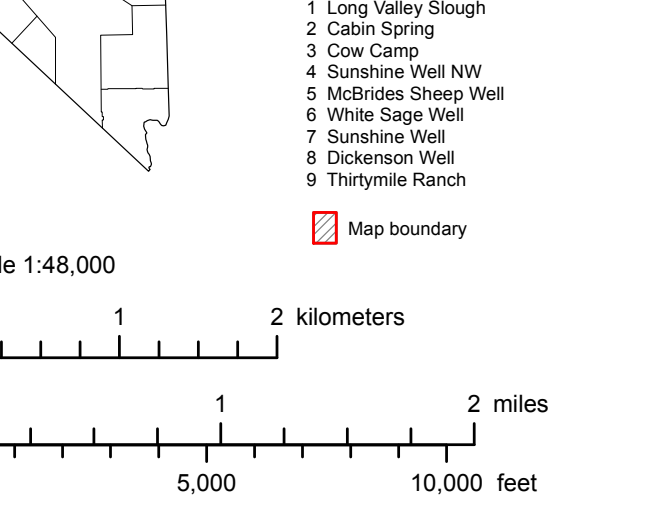 1 Long Valley Slough
2 Cabin Spring
3 Cow Camp
4 Sunshine Well NW
5 McBrides Sheep Well
6 White Sage Well
7 Sunshine Well
8 Dickenson Well
9 Thirtymile Ranch
Map boundary
le 1:48,000
1 2 kilometers
1 2 miles
5,000 10,000 feet